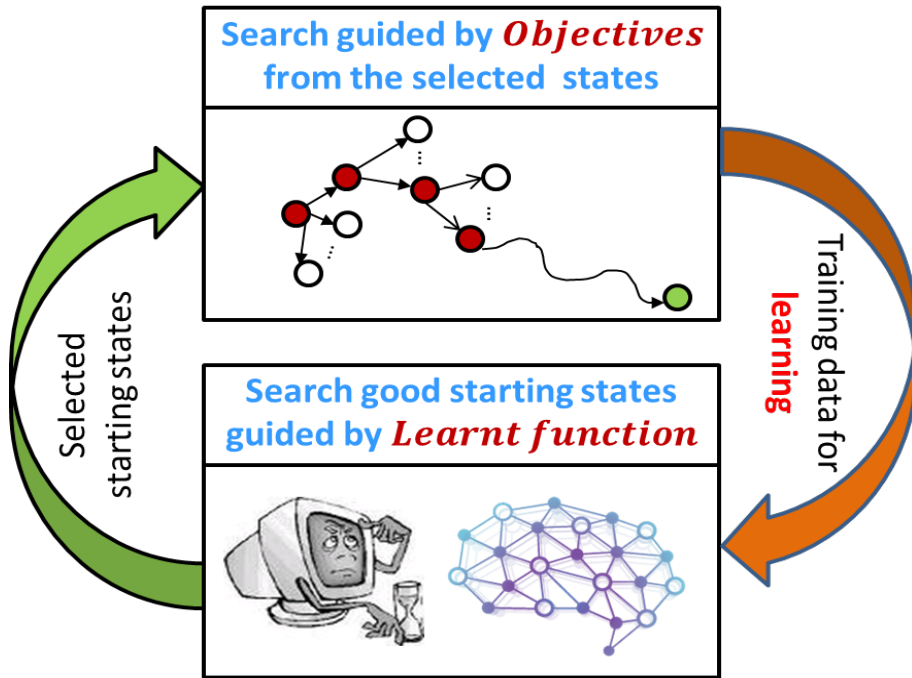 Search guided by Objectives
from the selected states
Selected
starting states
Training data for
learning
Search good starting states
guided by Learnt function